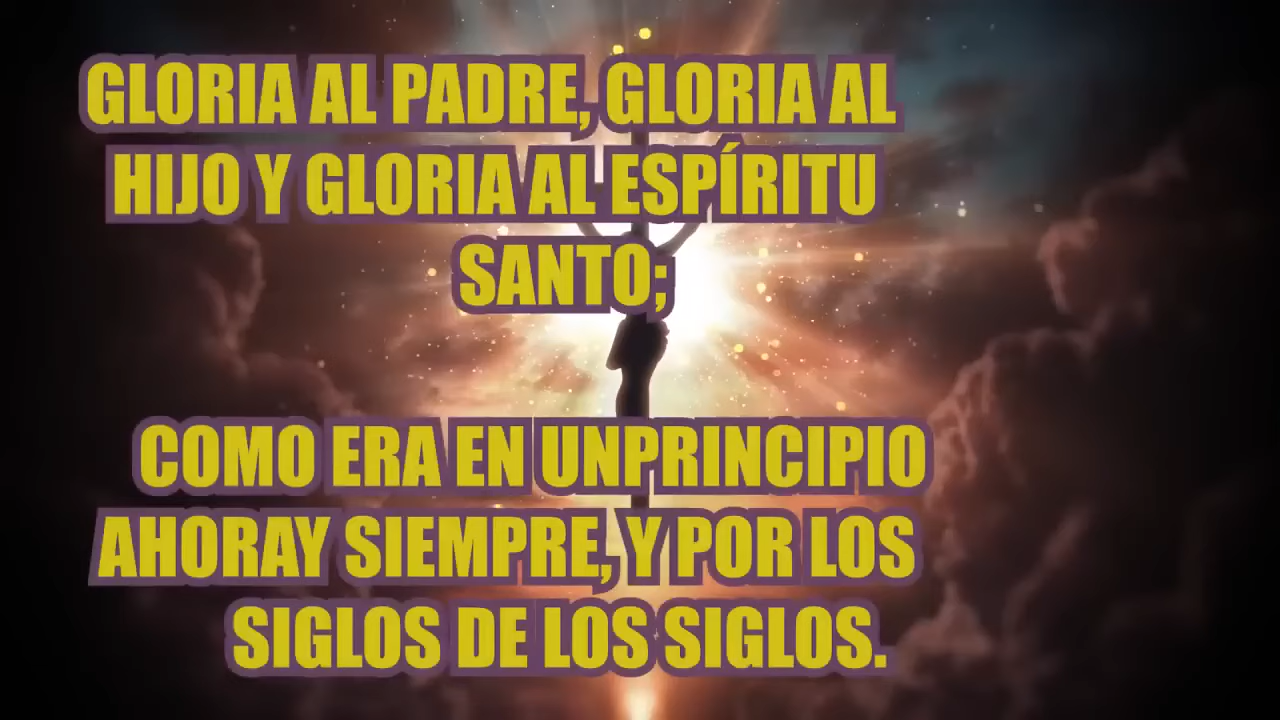 GLORIA AL PADRE, GLORIA AL
HIJO Y GLORIA AL ESPÍRITU
SANTO;
COMO ERA EN UNPRINCIPIO
AHORAY SIEMPRE, Y POR LOS
SIGLOS DE LOS SIGLOS.